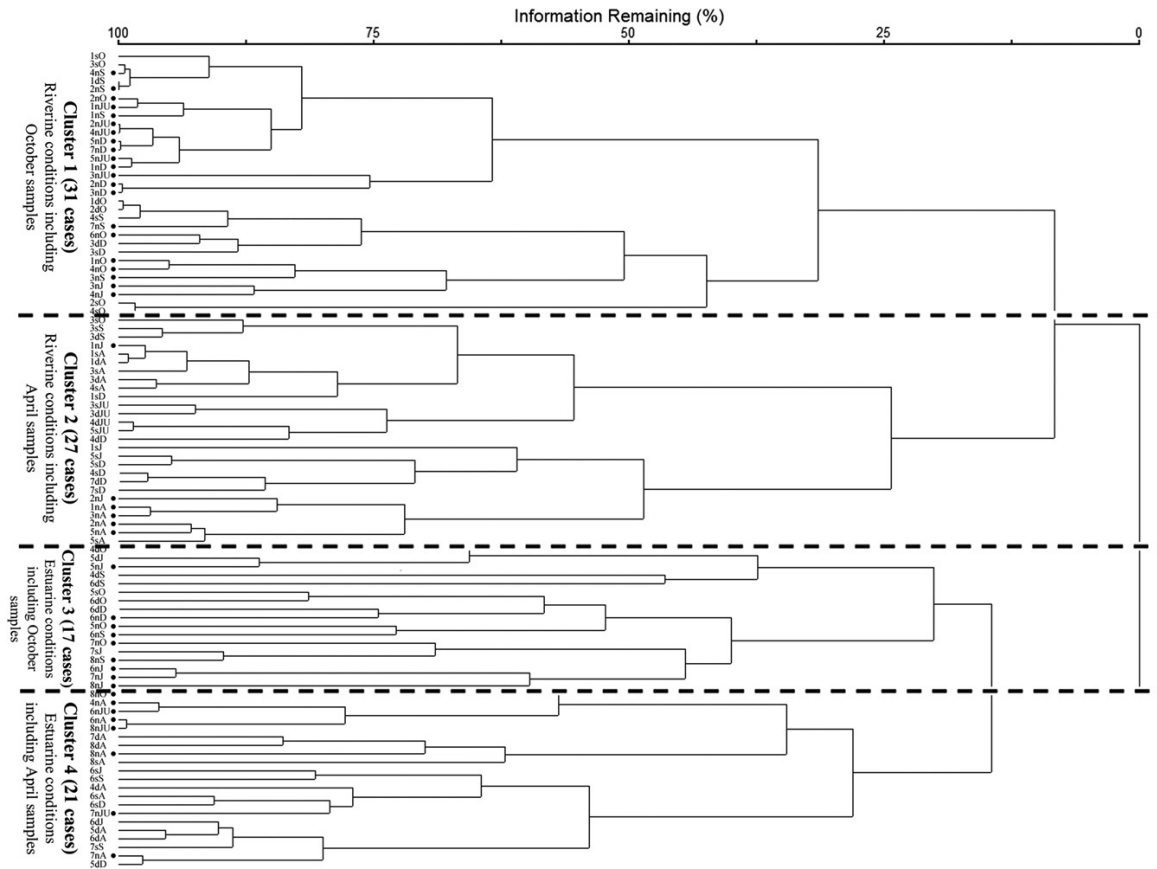 Information Remaining (%)
100 75 50 25 0
Cluster 1 (31 cases)
Riverine conditions including
October samples
1sO
3sO
4nS
1dS
2nS
2nO
1nJU
1nS
2nJU
4nJU
5nD
7nD
5nJU
1nD
3nJU
2nD
3nD
1dO
2dO
4sS
7nS
6nO
3dD
3sD
1nO
4nO
3nS
3nJ
4nJ
2sO
4sO
Cluster 2 (27 cases)
Riverine conditions including
April samples
3sO
3sS
3dS
1nJ
1sA
1dA
3sA
3dA
4sA
1sD
3sJU
3dJU
4dJU
5sJU
4dD
1sJ
5sJ
5sD
4sD
7dD
7sD
2nJ
1nA
3nA
2nA
5nA
5sA
Cluster 3 (17 cases)
Estuarine conditions
including October
samples
4dO
5dJ
5nJ
4dS
6dS
5sO
6dO
6dD
6nD
5nO
6nS
7nO
7sJ
8nS
6nJ
7nJ
8nJ
Cluster 4 (21 cases)
Estuarine conditions
including April samples
8nO
4nA
6nJU
6nA
8nJU
7dA
8dA
8nA
8sA
6sJ
6sS
4dA
6sA
6sD
7nJU
6dJ
5dA
6dA
7sS
7nA
5dD